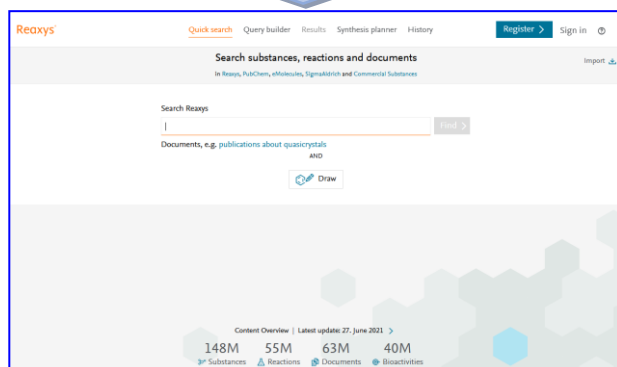 Reaxys®
Quick search Query builder Results Synthesis planner History
Register > Sign in
Search substances, reactions and documents
Import
In Reaxys, PubChem, eMolecules, SigmaAldrich and Commercial Substances
Search Reaxys
Find >
Documents, e.g. publications about quasicrystals
AND
Draw
Content Overview | Latest update: 27. June 2021 >
148M 55M 63M 40M
Substances Reactions Documents Bioactivities